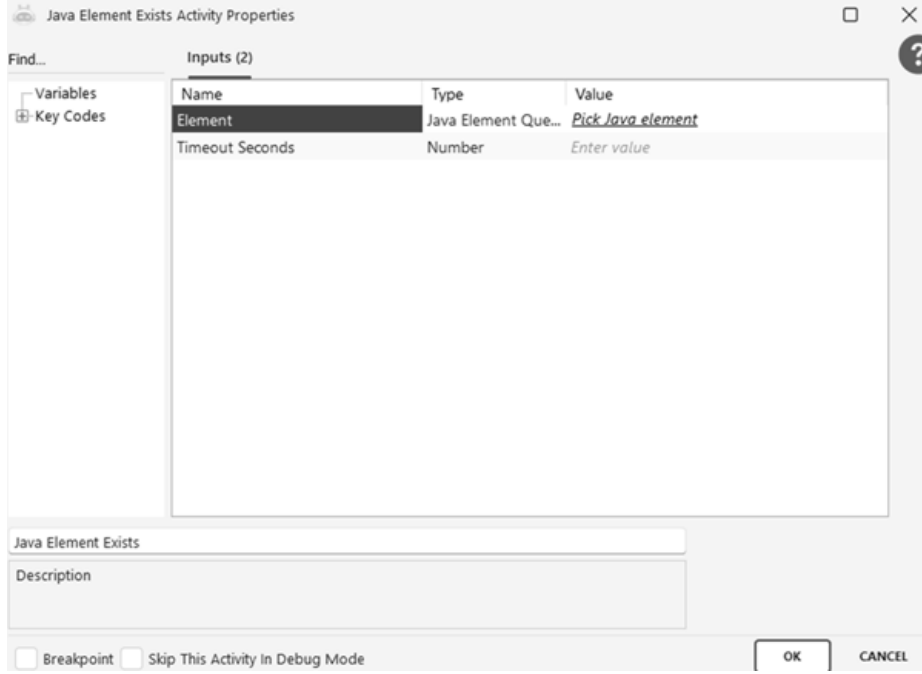 Java Element Exists Activity Properties
Find...
Inputs (2)
Variables
Key Codes
Name Type Value
Element Java Element Que... Pick Java element
Timeout Seconds Number Enter value
Java Element Exists
Description
Breakpoint Skip This Activity In Debug Mode OK CANCEL
?